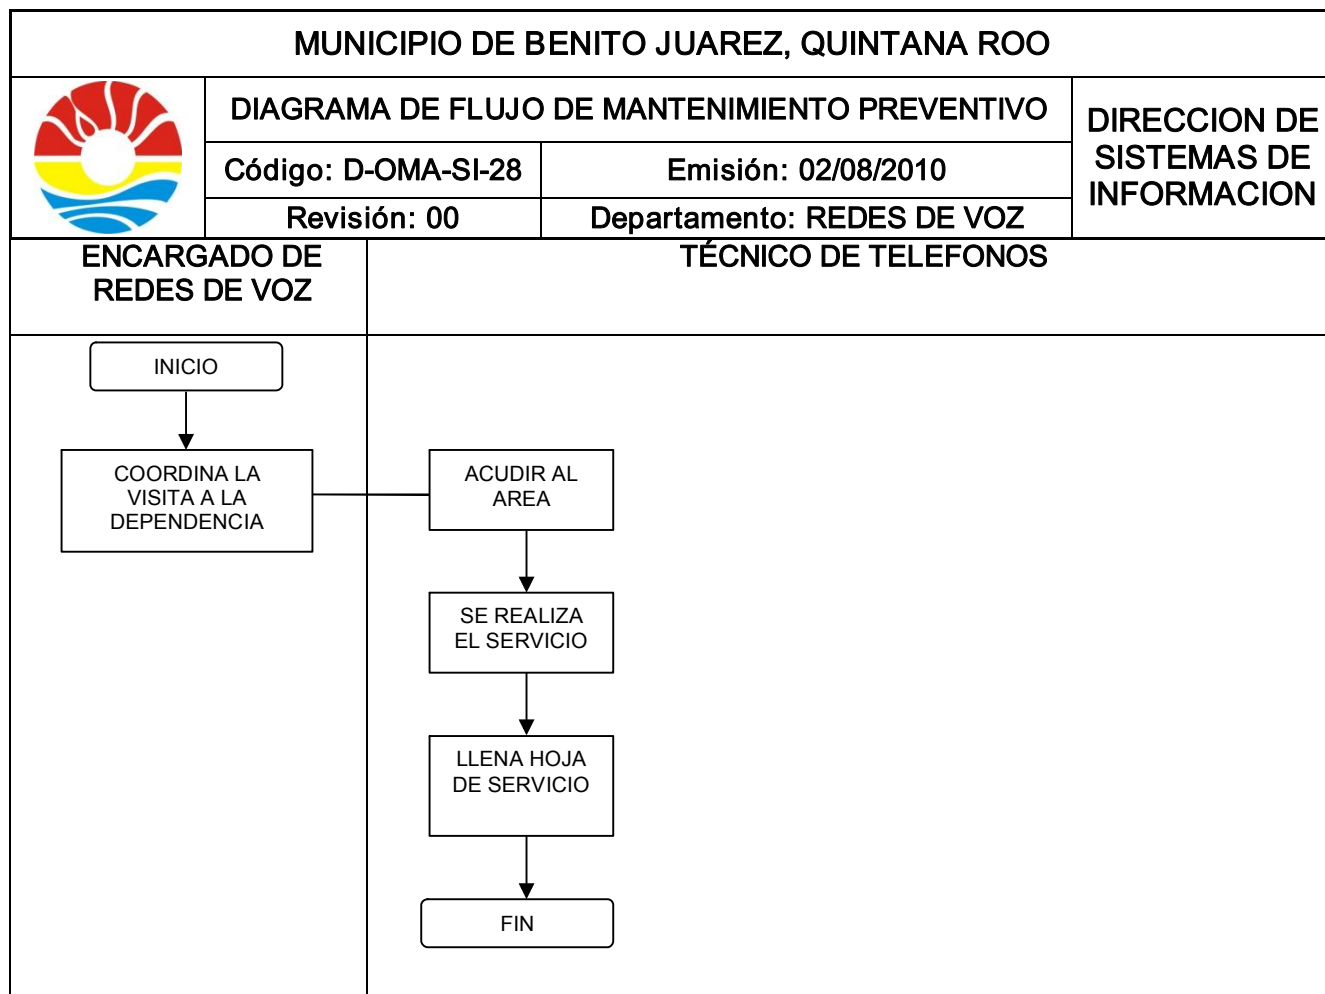 MUNICIPIO DE BENITO JUAREZ, QUINTANA ROO
DIAGRAMA DE FLUJO DE MANTENIMIENTO PREVENTIVO
DIRECCION DE
SISTEMAS DE
INFORMACION
Código: D-OMA-SI-28
Emisión: 02/08/2010
Revisión: 00
Departamento: REDES DE VOZ
ENCARGADO DE
REDES DE VOZ
TÉCNICO DE TELEFONOS
INICIO
COORDINA LA
VISITA A LA
DEPENDENCIA
ACUDIR AL
AREA
SE REALIZA
EL SERVICIO
LLENA HOJA
DE SERVICIO
FIN